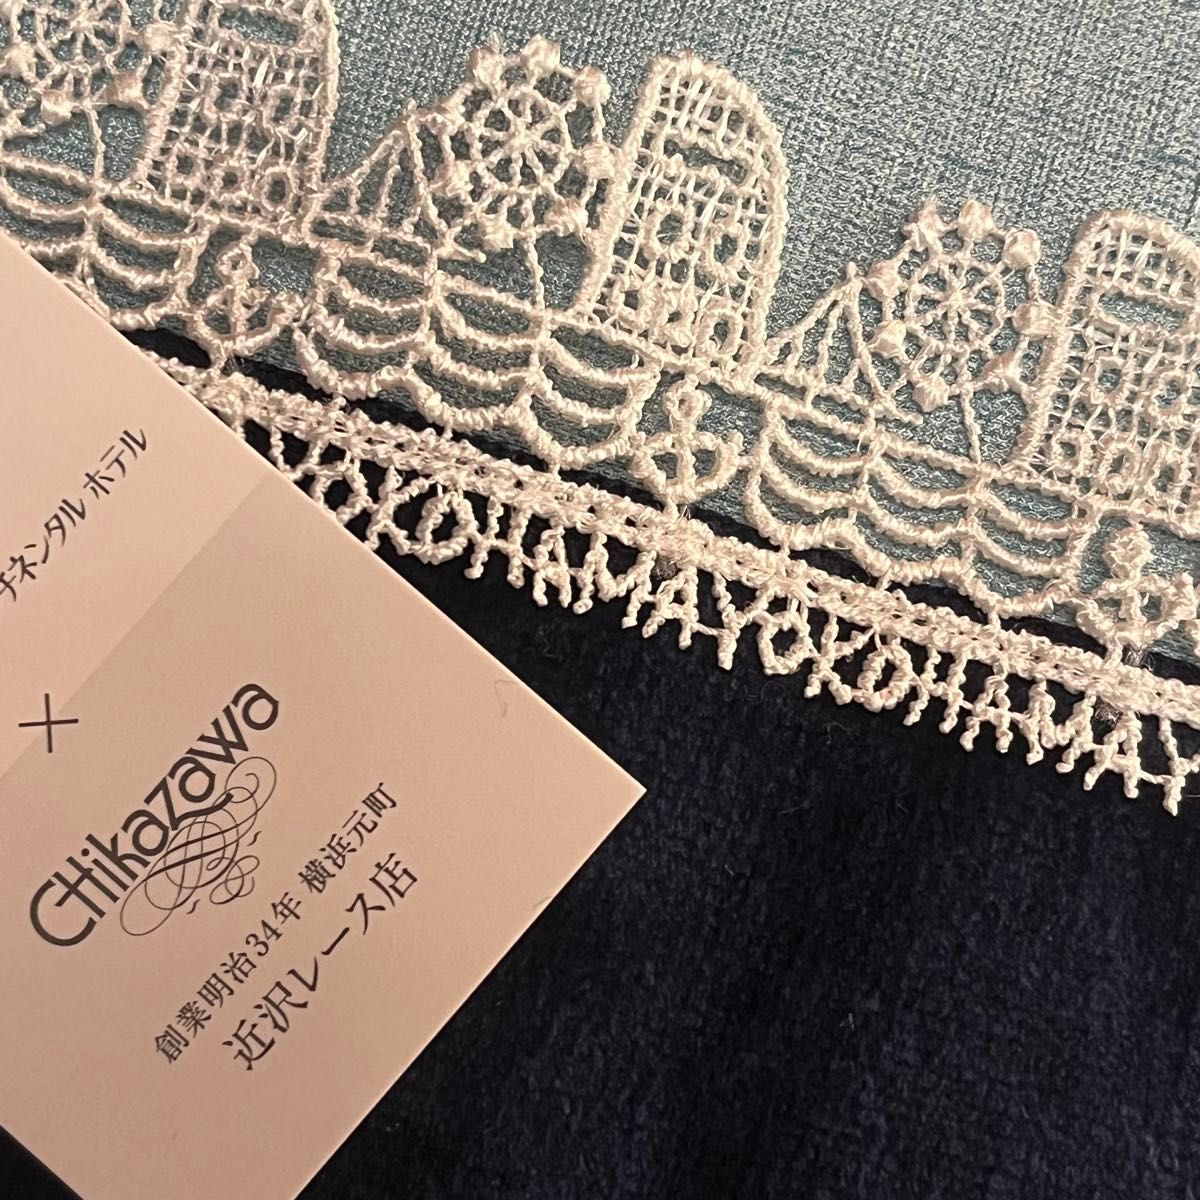 チネンタル ホテル
×
Chikazawa
創業明治34年 横浜元町
近沢レース店
YOKOHAMAYOKOHAMAY